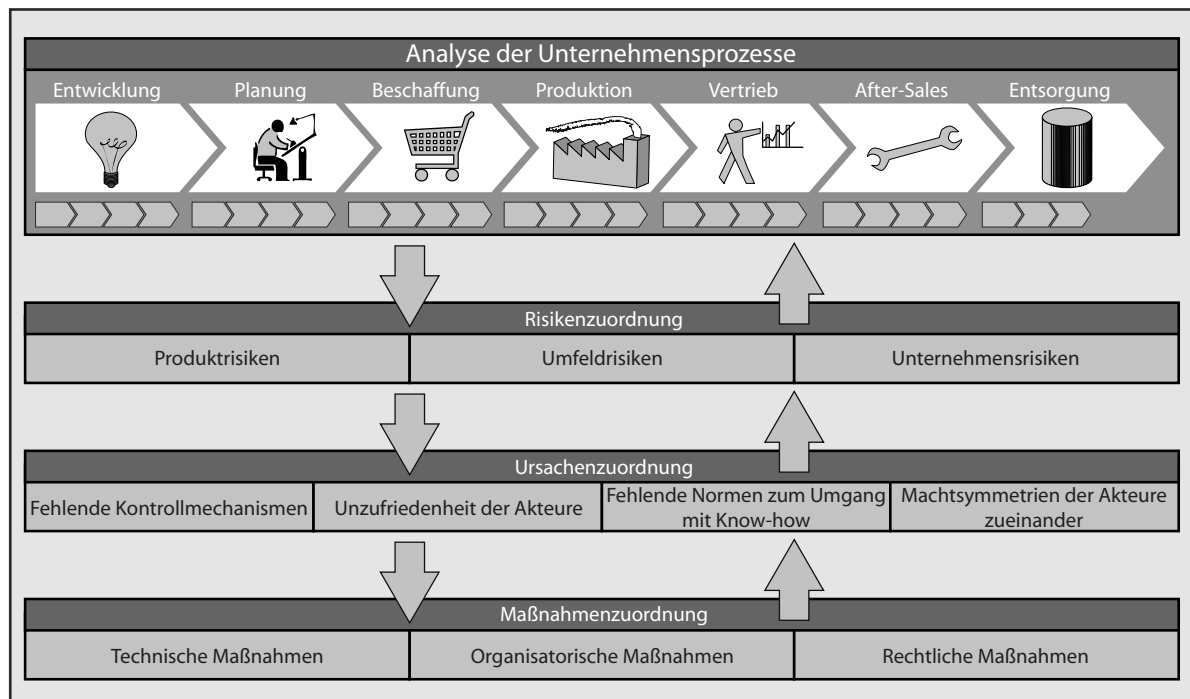 Analyse der Unternehmensprozesse
Entwicklung
Planung
Beschaffung
Produktion
Vertrieb
After-Sales
Entsorgung
Risikenzuordnung
Produktrisiken
Umfeldrisiken
Unternehmensrisiken
Ursachenzuordnung
Fehlende Kontrollmechanismen
Unzufriedenheit der Akteure
Fehlende Normen zum Umgang
mit Know-how
Machtsymmetrien der Akteure
zueinander
Maßnahmenzuordnung
Technische Maßnahmen
Organisatorische Maßnahmen
Rechtliche Maßnahmen